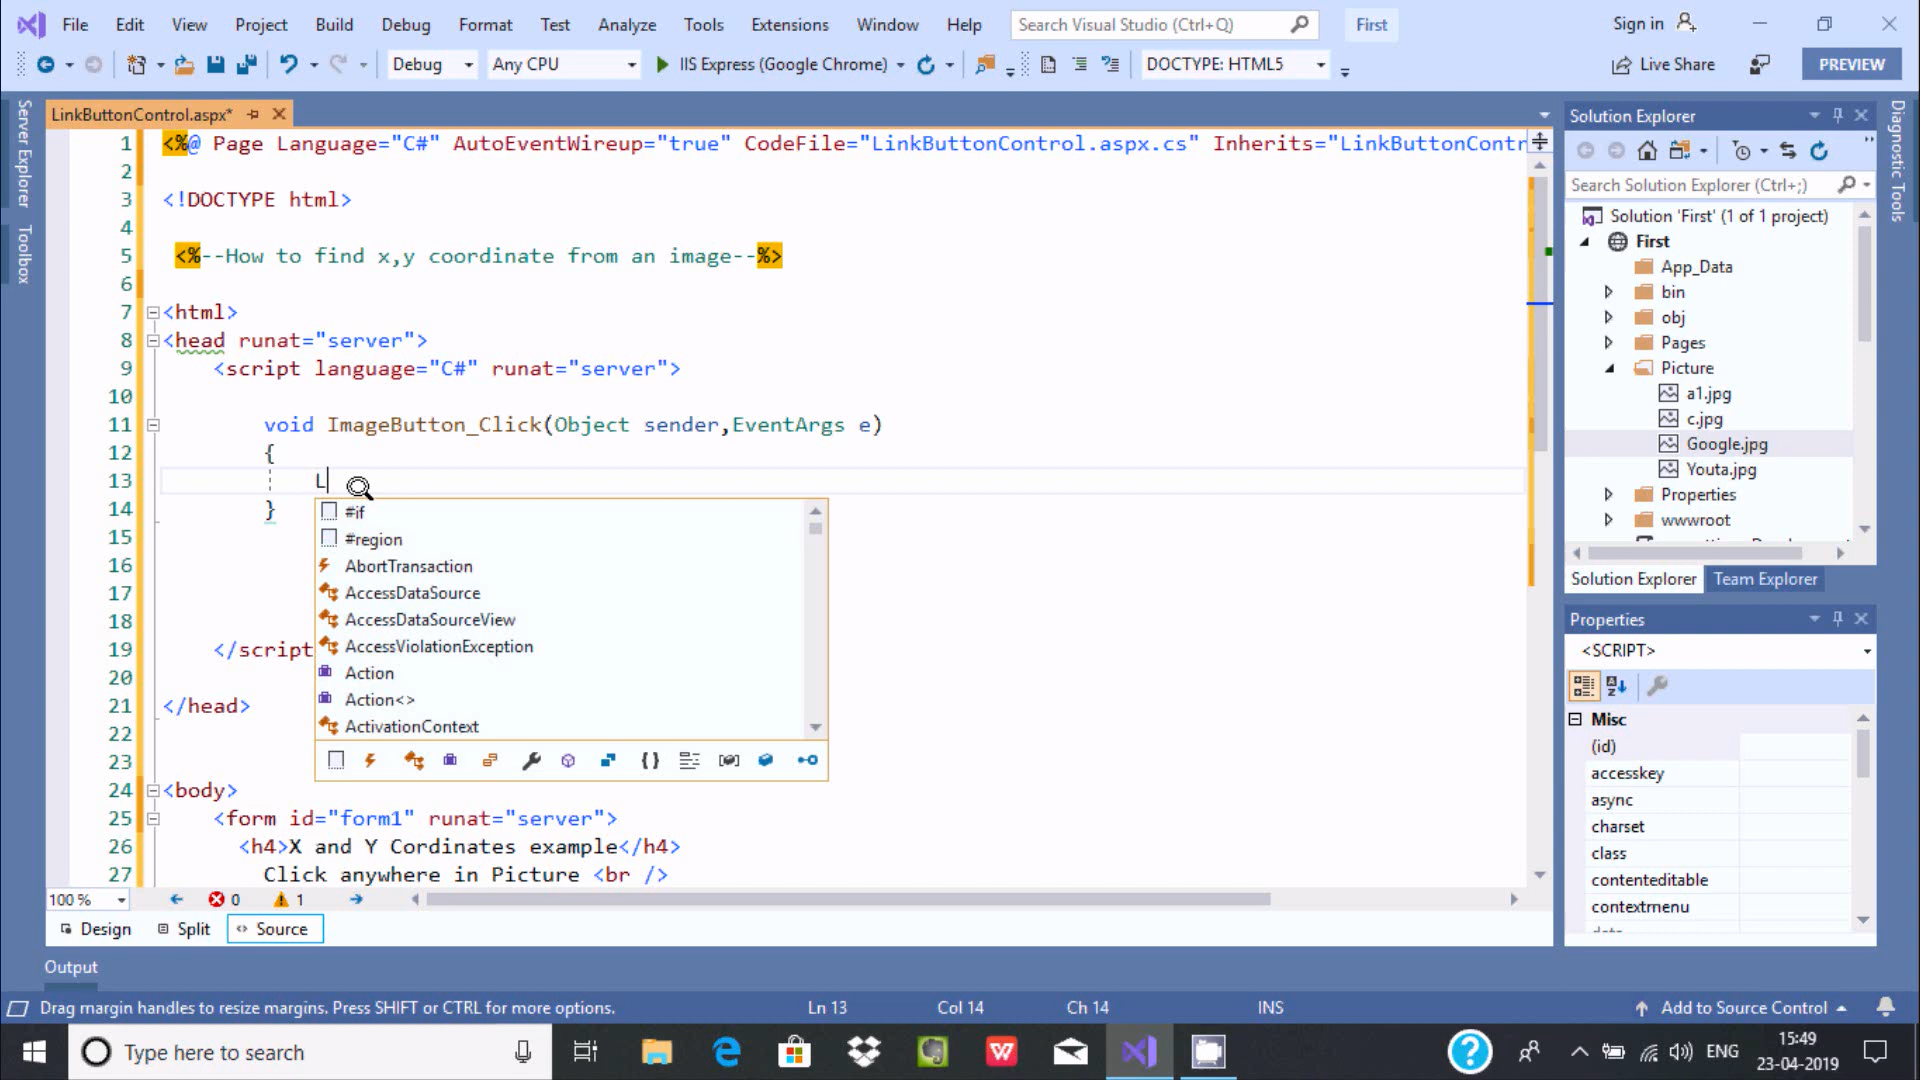 File Edit View Project Build Debug Format Test Analyze Tools Extensions Window Help Search Visual Studio (Ctrl+Q) First Sign in
Debug Any CPU IIS Express (Google Chrome) DOCTYPE: HTML5 Live Share PREVIEW
Server Explorer
Toolbox
LinkButtonControl.aspx*
1 <%@ Page Language="C#" AutoEventWireup="true" CodeFile="LinkButtonControl.aspx.cs" Inherits="LinkButtonContr
2
3 <!DOCTYPE html>
4
5 <%--How to find x,y coordinate from an image--%>
6
7 <html>
8 <head runat="server">
9 <script language="C#" runat="server">
10
11 void ImageButton_Click(Object sender,EventArgs e)
12 {
13 L
14 }
15
16
17
18
19 </script
20
21 </head>
22
23
24 <body>
25 <form id="form1" runat="server">
26 <h4>X and Y Cordinates example</h4>
27 Click anywhere in Picture <br />
#if
#region
AbortTransaction
AccessDataSource
AccessDataSourceView
AccessViolationException
Action
Action<>
ActivationContext
100 % 0 1
Design Split Source
Output
Solution Explorer
Search Solution Explorer (Ctrl+;)
Solution 'First' (1 of 1 project)
First
App_Data
bin
obj
Pages
Picture
a1.jpg
c.jpg
Google.jpg
Youta.jpg
Properties
wwwroot
Solution Explorer Team Explorer
Properties
<SCRIPT>
Misc
(id)
accesskey
async
charset
class
contenteditable
contextmenu
Diagnostic Tools
Drag margin handles to resize margins. Press SHIFT or CTRL for more options. Ln 13 Col 14 Ch 14 INS Add to Source Control
Type here to search
ENG
15:49
23-04-2019